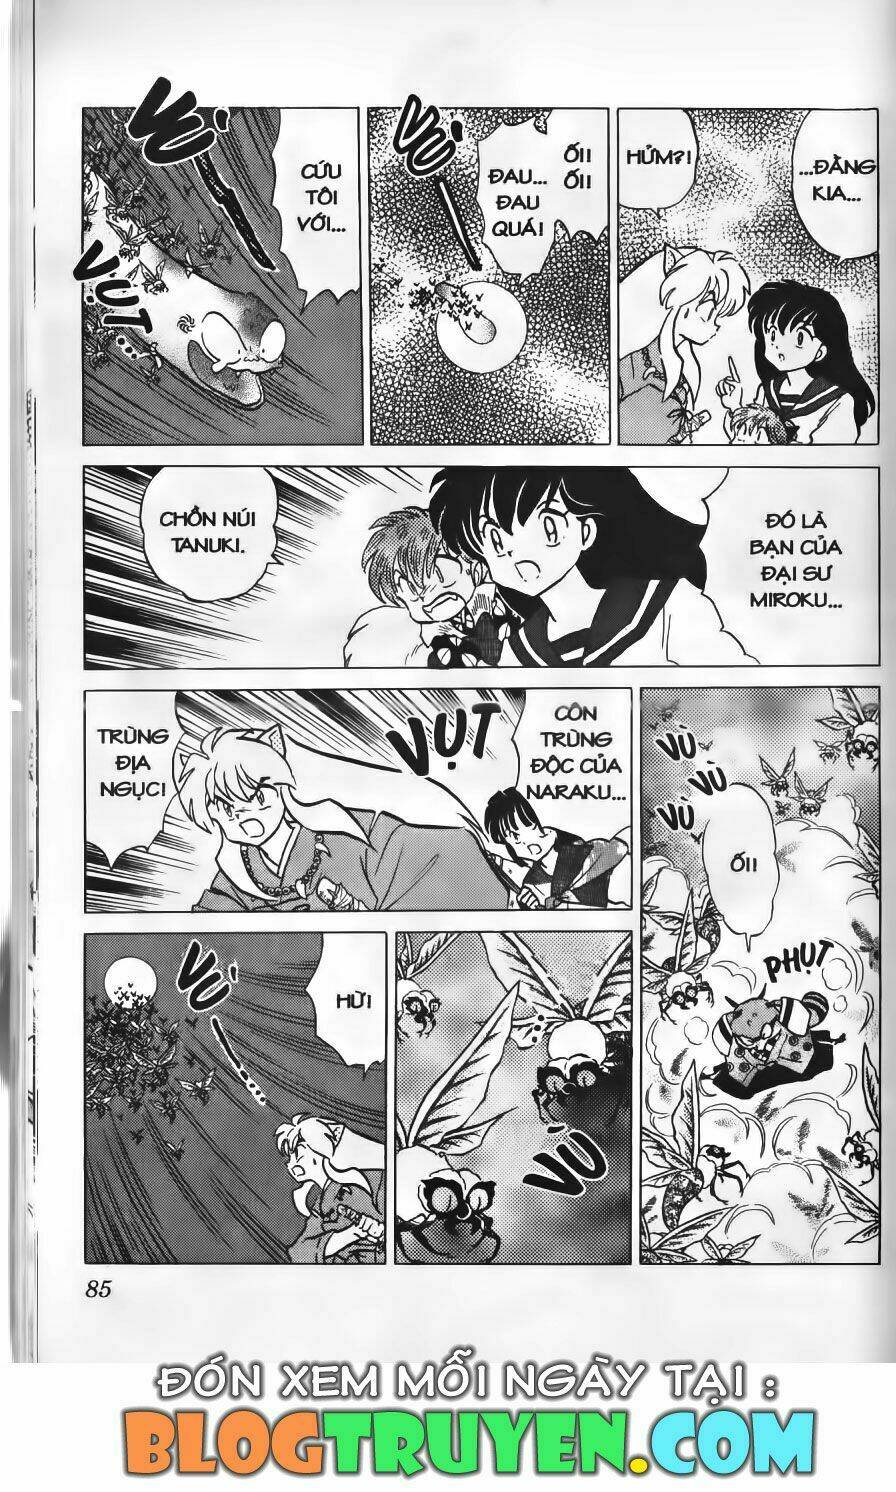 ...ĐẰNG
KIA...
HỬM?!
ỐI!
ỐI!
ĐAU...
ĐAU
QUÁ!
VÙ
CỨU
TÔI
VỚI...
VÙ
VỤT
ĐÓ LÀ
BẠN CỦA
ĐẠI SƯ
MIROKU...
CHỒN NÚI
TANUKI.
VÙ
VÙ
VÙ
VÙ
ỐI!
PHỤT
CÔN
TRÙNG
ĐỘC CỦA
NARAKU...
VỤT
TRÙNG
ĐỊA
NGỤC!
VÙ
HỪ!
VÙ
85
ĐÓN XEM MỖI NGÀY TẠI :
BLOGTRUYEN.COM